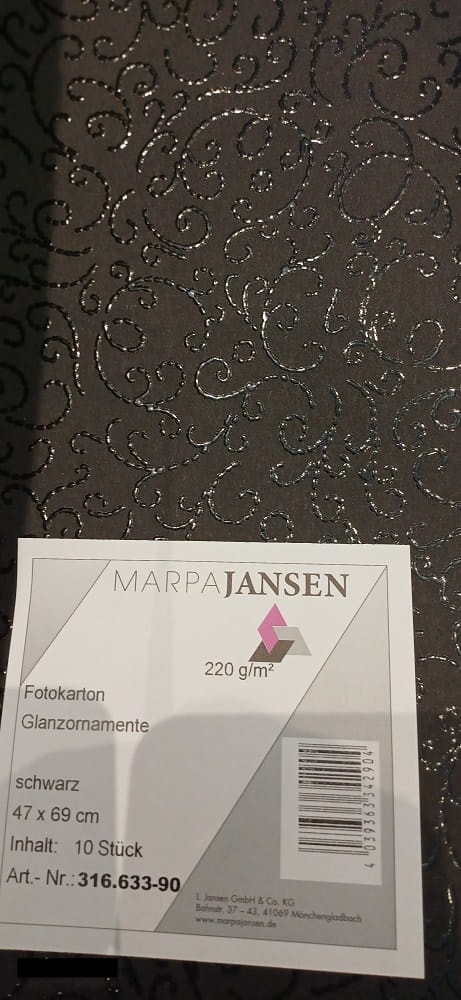 MARPAJANSEN
220 g/m²
Fotokarton
Glanzornamente
schwarz
47 x 69 cm
Inhalt: 10 Stück
Art.- Nr.: 316.633-90
4 039363 342904
L. Jansen GmbH & Co. KG
Bahnstr. 37 – 43, 41069 Mönchengladbach
www.marpajansen.de